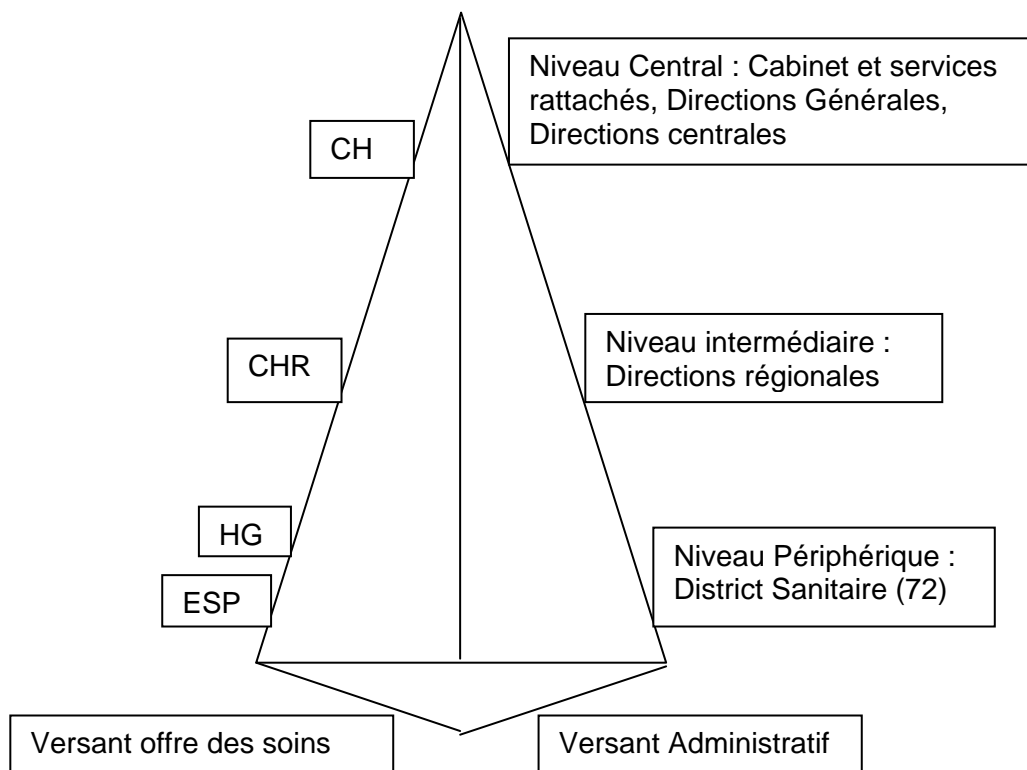 Niveau Central : Cabinet et services
rattachés, Directions Générales,
Directions centrales
CH
CHR
Niveau intermédiaire :
Directions régionales
HG
ESP
Niveau Périphérique :
District Sanitaire (72)
Versant offre des soins
Versant Administratif